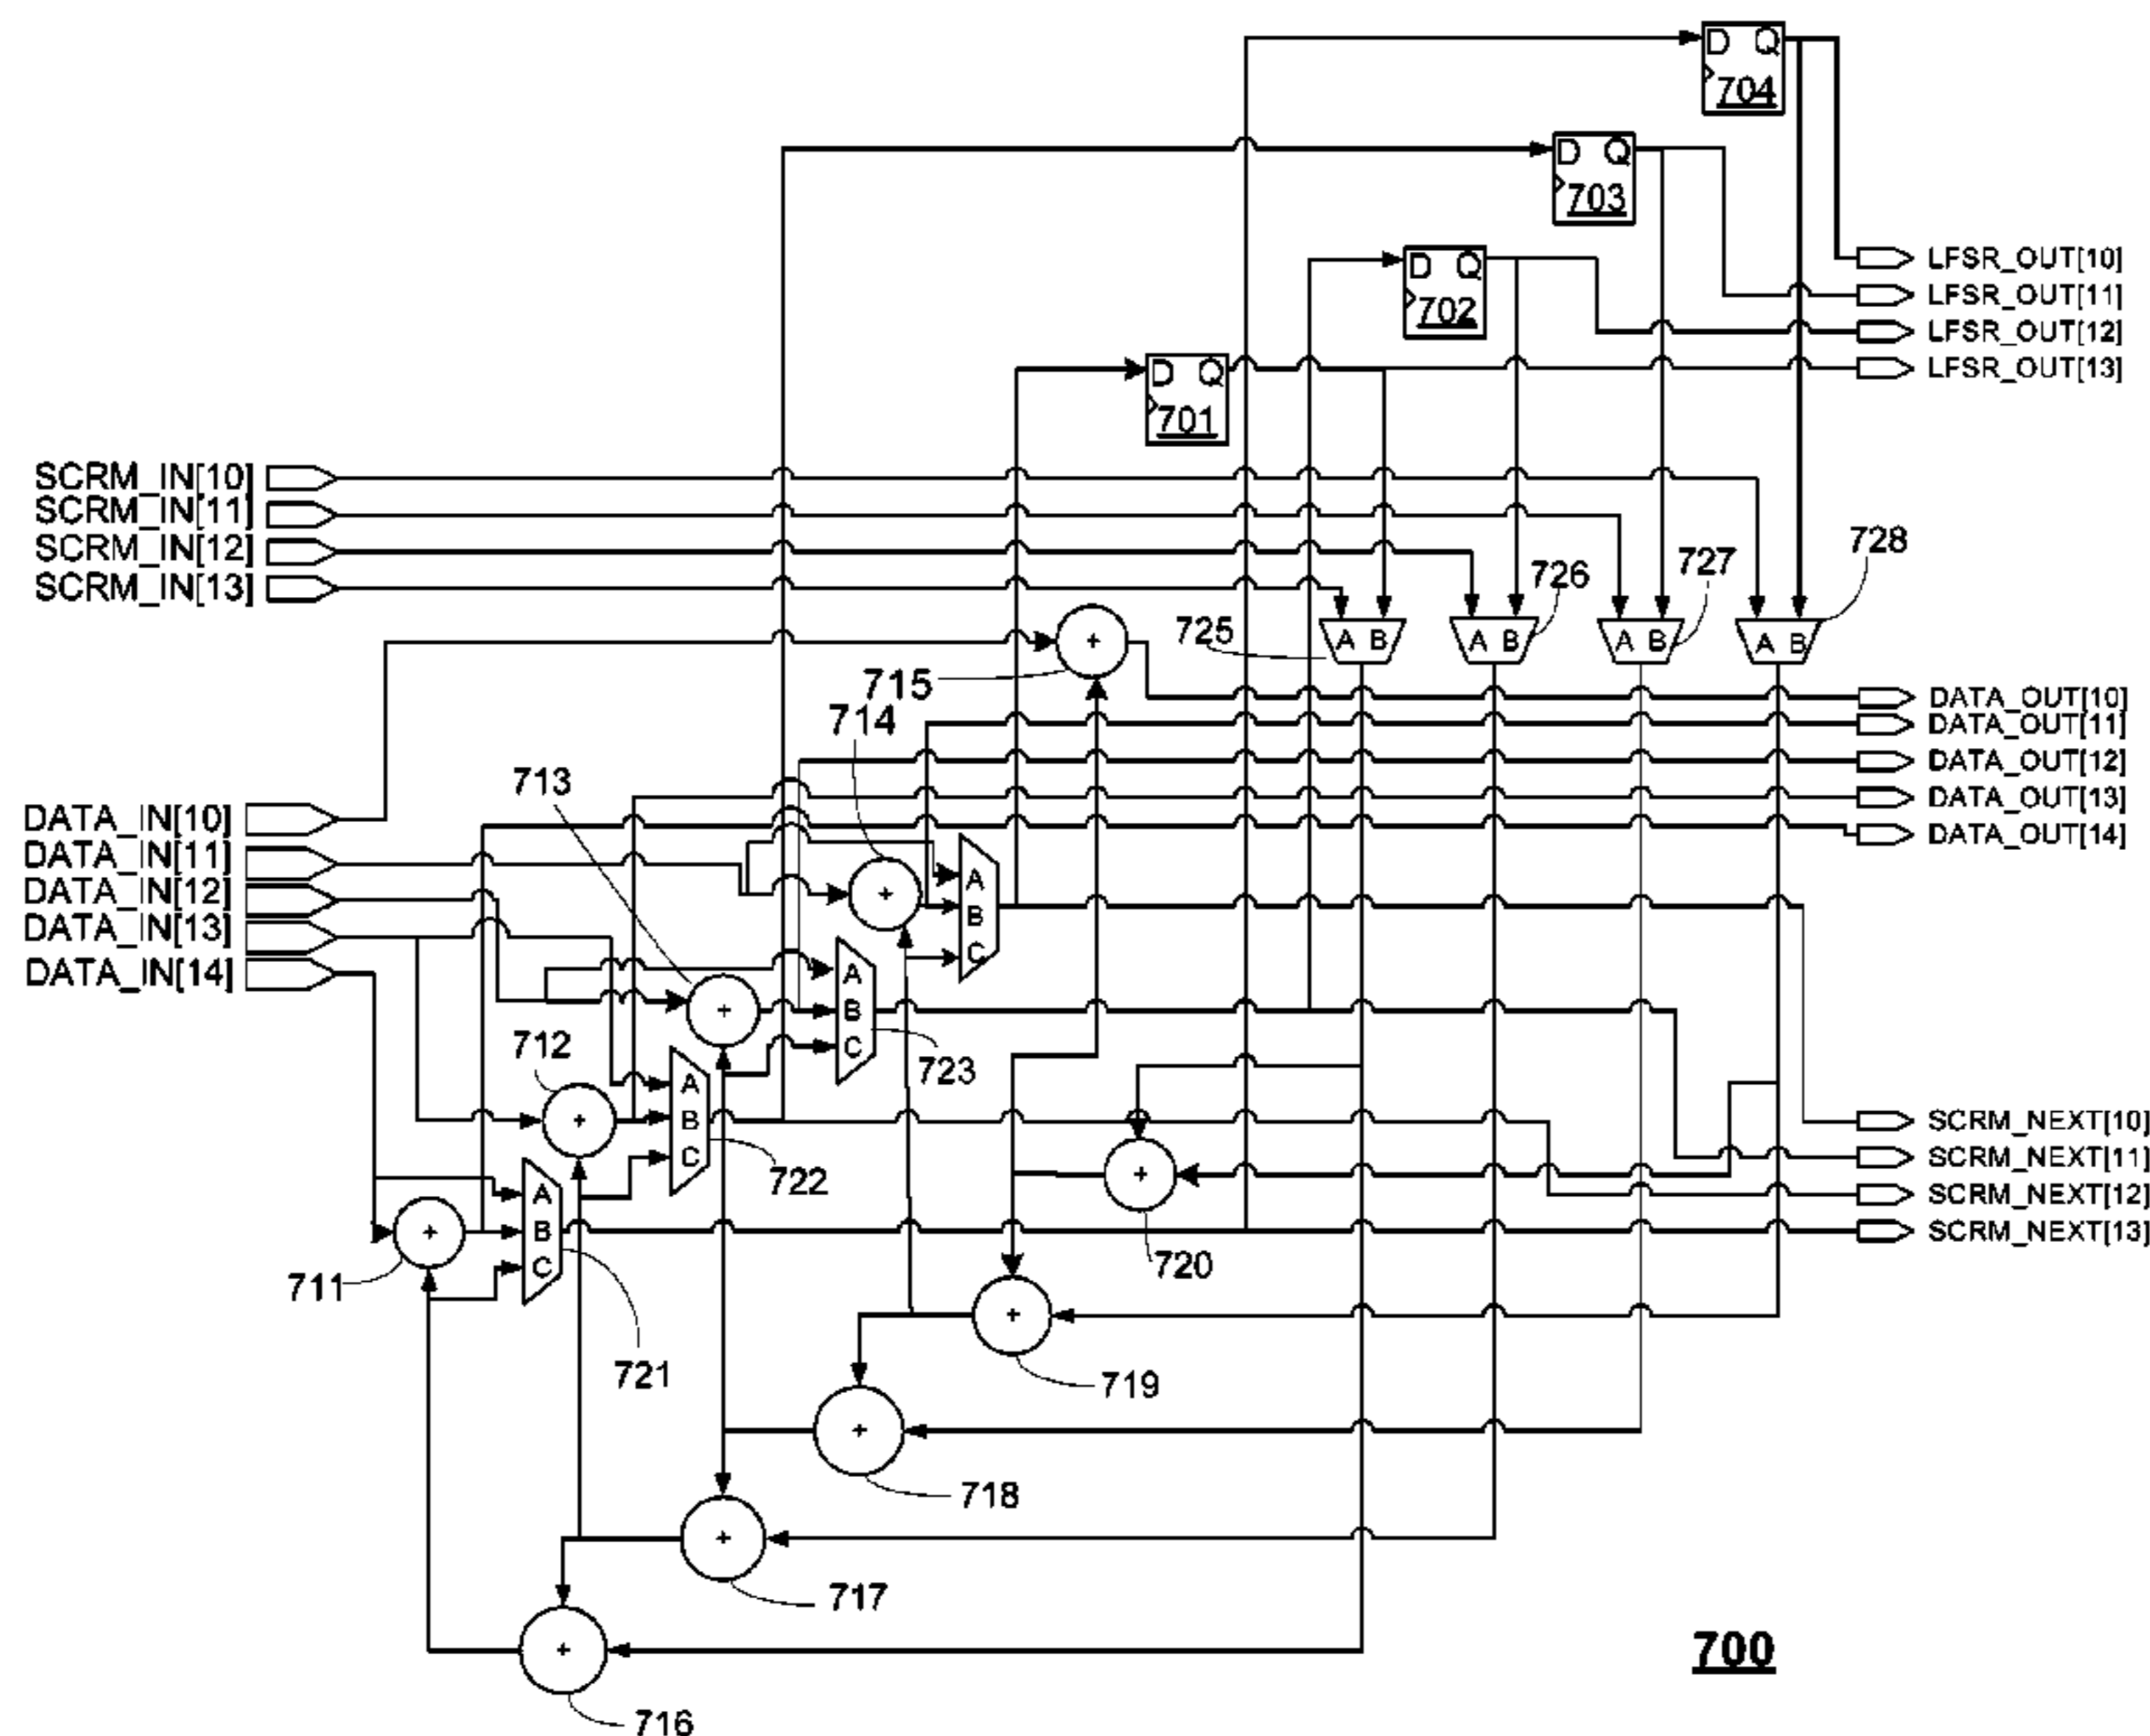 D Q
704
D Q
703
D Q
702
D Q
701
LFSR_OUT[10]
LFSR_OUT[11]
LFSR_OUT[12]
LFSR_OUT[13]
SCRM_IN[10]
SCRM_IN[11]
SCRM_IN[12]
SCRM_IN[13]
725
726
727
728
A B
A B
A B
A B
+
715
714
713
DATA_OUT[10]
DATA_OUT[11]
DATA_OUT[12]
DATA_OUT[13]
DATA_OUT[14]
DATA_IN[10]
DATA_IN[11]
DATA_IN[12]
DATA_IN[13]
DATA_IN[14]
+
A
B
C
+
A
B
C
723
712
+
A
B
C
722
+
720
711
+
A
B
C
721
SCRM_NEXT[10]
SCRM_NEXT[11]
SCRM_NEXT[12]
SCRM_NEXT[13]
+
719
+
718
+
717
+
716
700